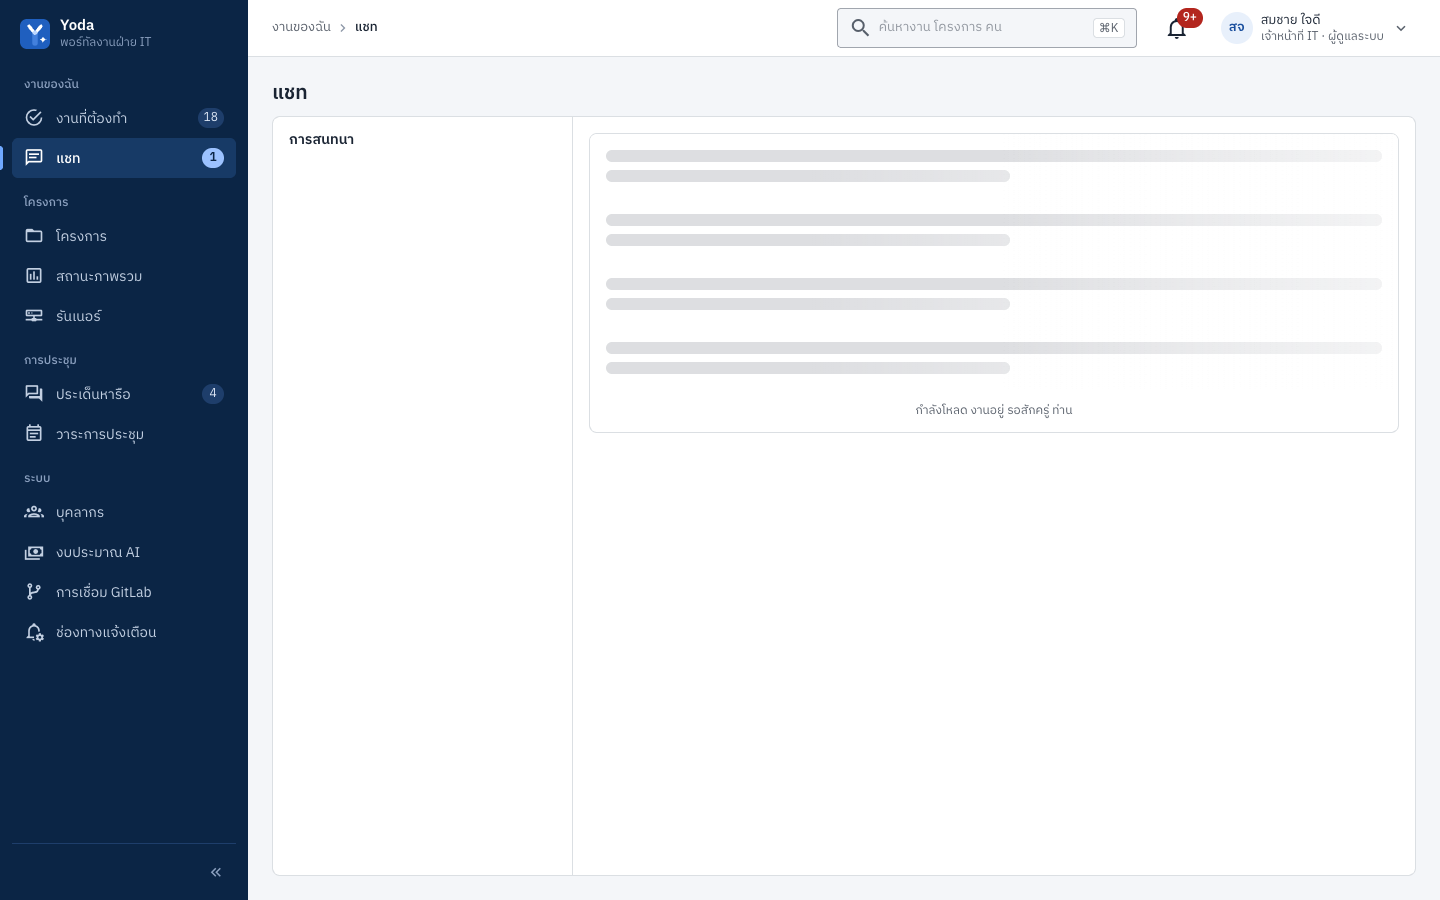 Yoda
พอร์ทัลงานฝ่าย IT
งานของฉัน
งานที่ต้องทำ 18
แชท 1
โครงการ
โครงการ
สถานะภาพรวม
รันเนอร์
การประชุม
ประเด็นหารือ 4
วาระการประชุม
ระบบ
บุคลากร
งบประมาณ AI
การเชื่อม GitLab
ช่องทางแจ้งเตือน
งานของฉัน > แชท
ค้นหางาน โครงการ คน ⌘K
9+
สจ
สมชาย ใจดี
เจ้าหน้าที่ IT · ผู้ดูแลระบบ
แชท
การสนทนา
กำลังโหลด งานอยู่ รอสักครู่ ท่าน